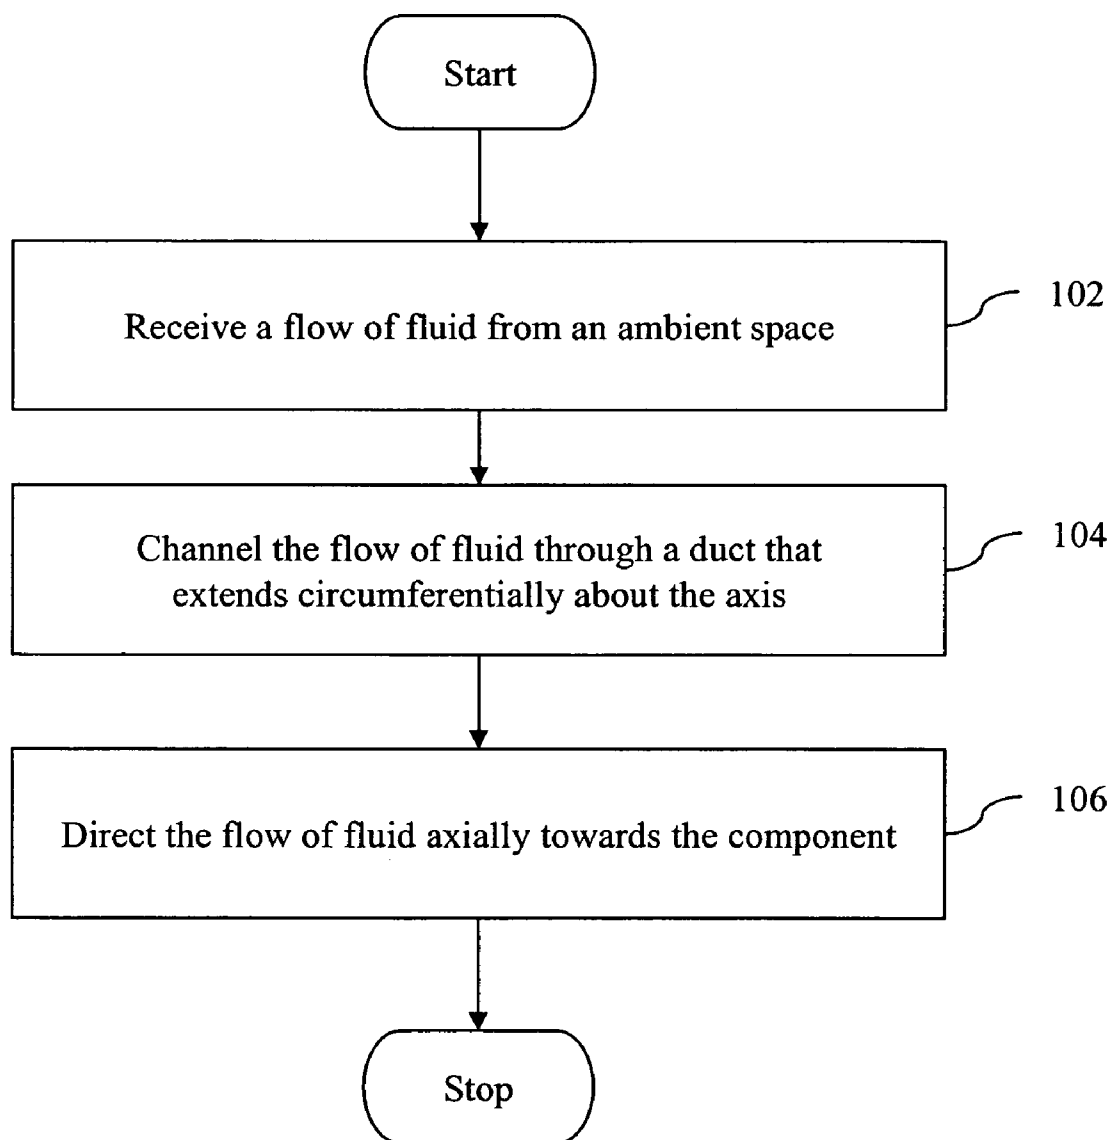 Start
Receive a flow of fluid from an ambient space
102
Channel the flow of fluid through a duct that
extends circumferentially about the axis
104
Direct the flow of fluid axially towards the component
106
Stop